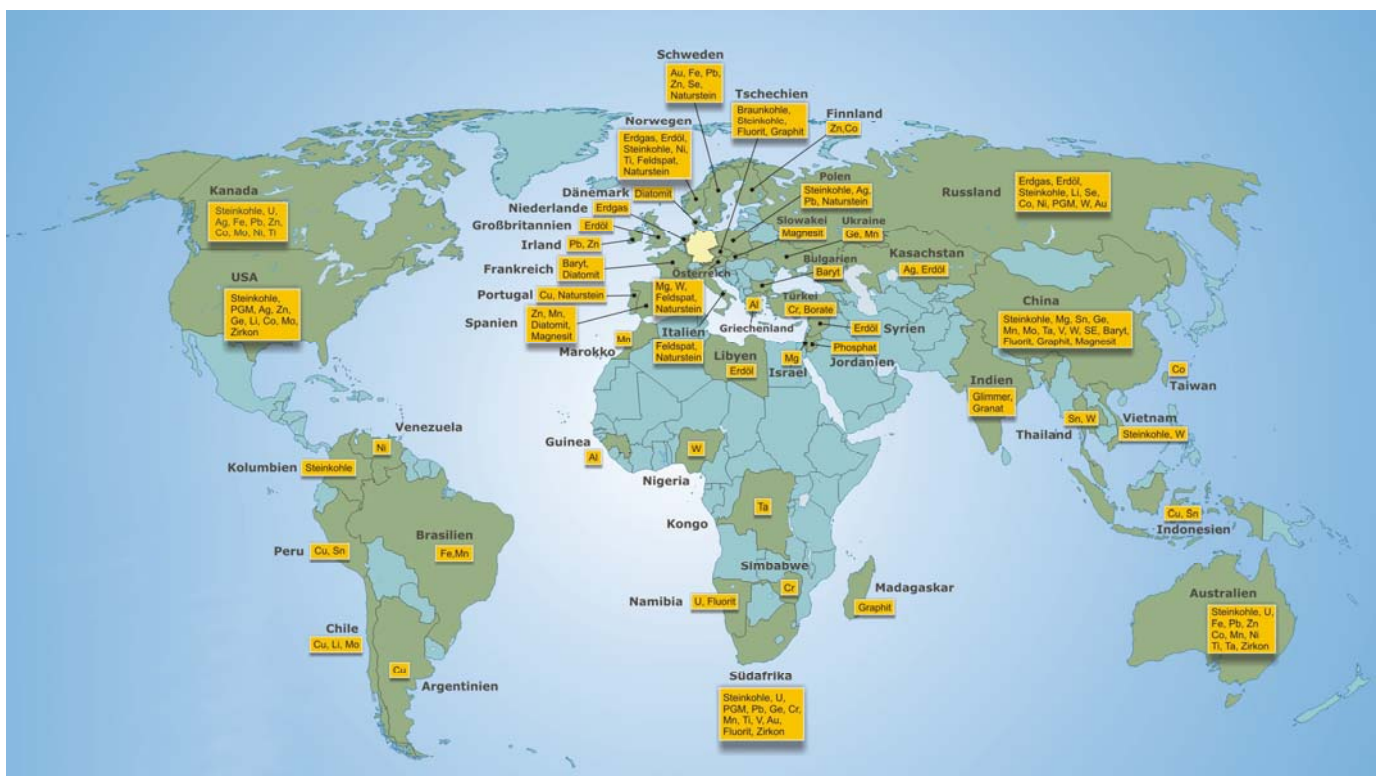 Schweden
Au, Fe, Pb,
Zn, Se,
Naturstein
Tschechien
Braunkohle,
Steinkohle,
Fluorit, Graphit
Finnland
Zn,Co
Norwegen
Erdgas, Erdöl,
Steinkohle, Ni,
Ti, Feldspat,
Naturstein
Polen
Steinkohle, Ag,
Pb, Naturstein
Russland
Erdgas, Erdöl,
Steinkohle, Li, Se,
Co, Ni, PGM, W, Au
Kanada
Steinkohle, U,
Ag, Fe, Pb, Zn,
Co, Mo, Ni, Ti
Dänemark
Diatomit
Niederlande
Erdgas
Großbritannien
Erdöl
Irland
Pb, Zn
Slowakei
Magnesit
Ukraine
Ge, Mn
Frankreich
Baryt,
Diatomit
Österreich
Mg, W,
Feldspat,
Naturstein
Bulgarien
Baryt
Kasachstan
Ag, Erdöl
USA
Steinkohle,
PGM, Ag, Zn,
Ge, Li, Co, Mo,
Zirkon
Portugal
Cu, Naturstein
Spanien
Zn, Mn,
Diatomit,
Magnesit
Al
Griechenland
Türkei
Cr, Borate
Erdöl
Syrien
China
Steinkohle, Mg, Sn, Ge,
Mn, Mo, Ta, V, W, SE, Baryt,
Fluorit, Graphit, Magnesit
Mn
Marokko
Italien
Feldspat,
Naturstein
Libyen
Erdöl
Mg
Israel
Phosphat
Jordanien
Indien
Glimmer,
Granat
Co
Taiwan
Sn, W
Thailand
Vietnam
Steinkohle, W
Venezuela
Ni
Kolumbien
Steinkohle
Guinea
Al
W
Nigeria
Kongo
Ta
Cu, Sn
Indonesien
Peru
Cu, Sn
Brasilien
Fe,Mn
Simbabwe
Cr
Madagaskar
Graphit
Namibia
U, Fluorit
Australien
Steinkohle, U,
Fe, Pb, Zn
Co, Mn, Ni
Ti, Ta, Zirkon
Chile
Cu, Li, Mo
Cu
Argentinien
Südafrika
Steinkohle, U,
PGM, Pb, Ge, Cr,
Mn, Ti, V, Au,
Fluorit, Zirkon